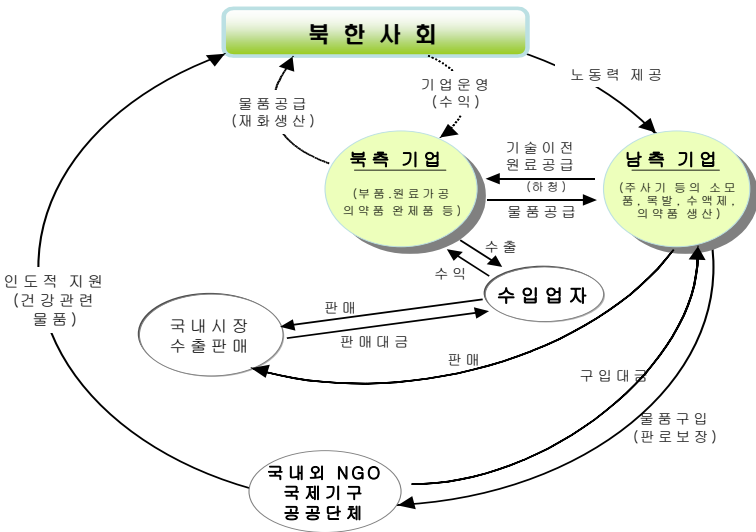 북한사회
물품공급
(재화생산)
기업운영
(수익)
노동력 제공
북측 기업
(부품.원료가공
의약품 완제품 등)
기술이전
원료공급
(하청)
물품공급
남측 기업
(주사기 등의 소모
품, 목발, 수액제,
의약품 생산)
수출
수익
수입업자
인도적 지원
(건강관련
물품)
국내시장
수출판매
판매
판매대금
판매
구입대금
물품구입
(판로보장)
국내외 NGO
국제기구
공공단체